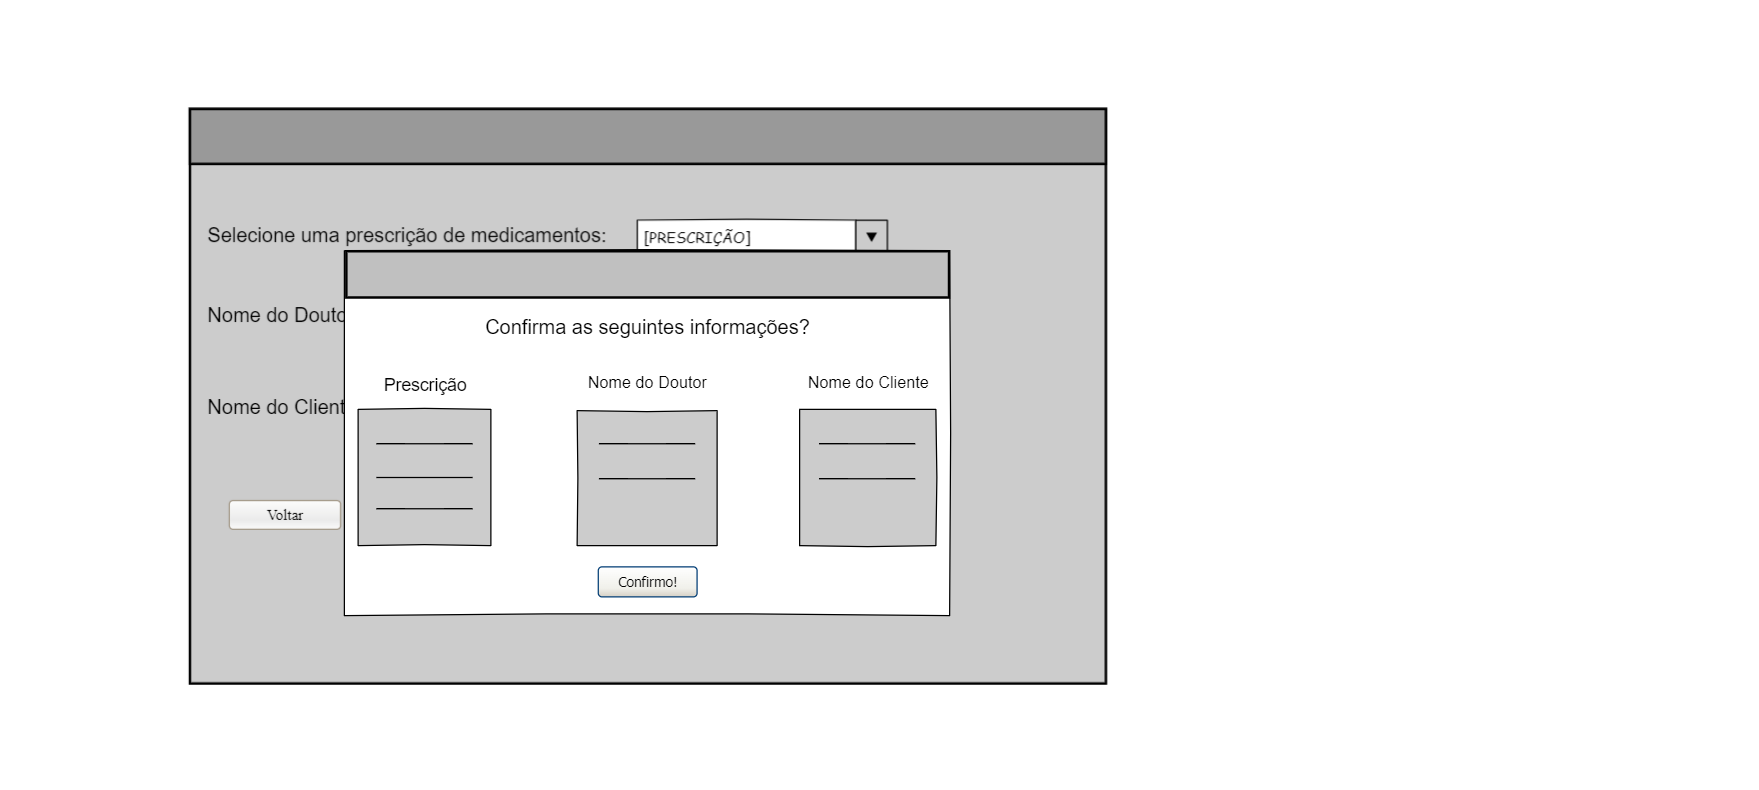 Selecione uma prescrição de medicamentos:
[PRESCRIÇÃO]
Nome do Douto
Nome do Client
Voltar
Confirma as seguintes informações?
Prescrição
Nome do Doutor
Nome do Cliente
Confirmo!